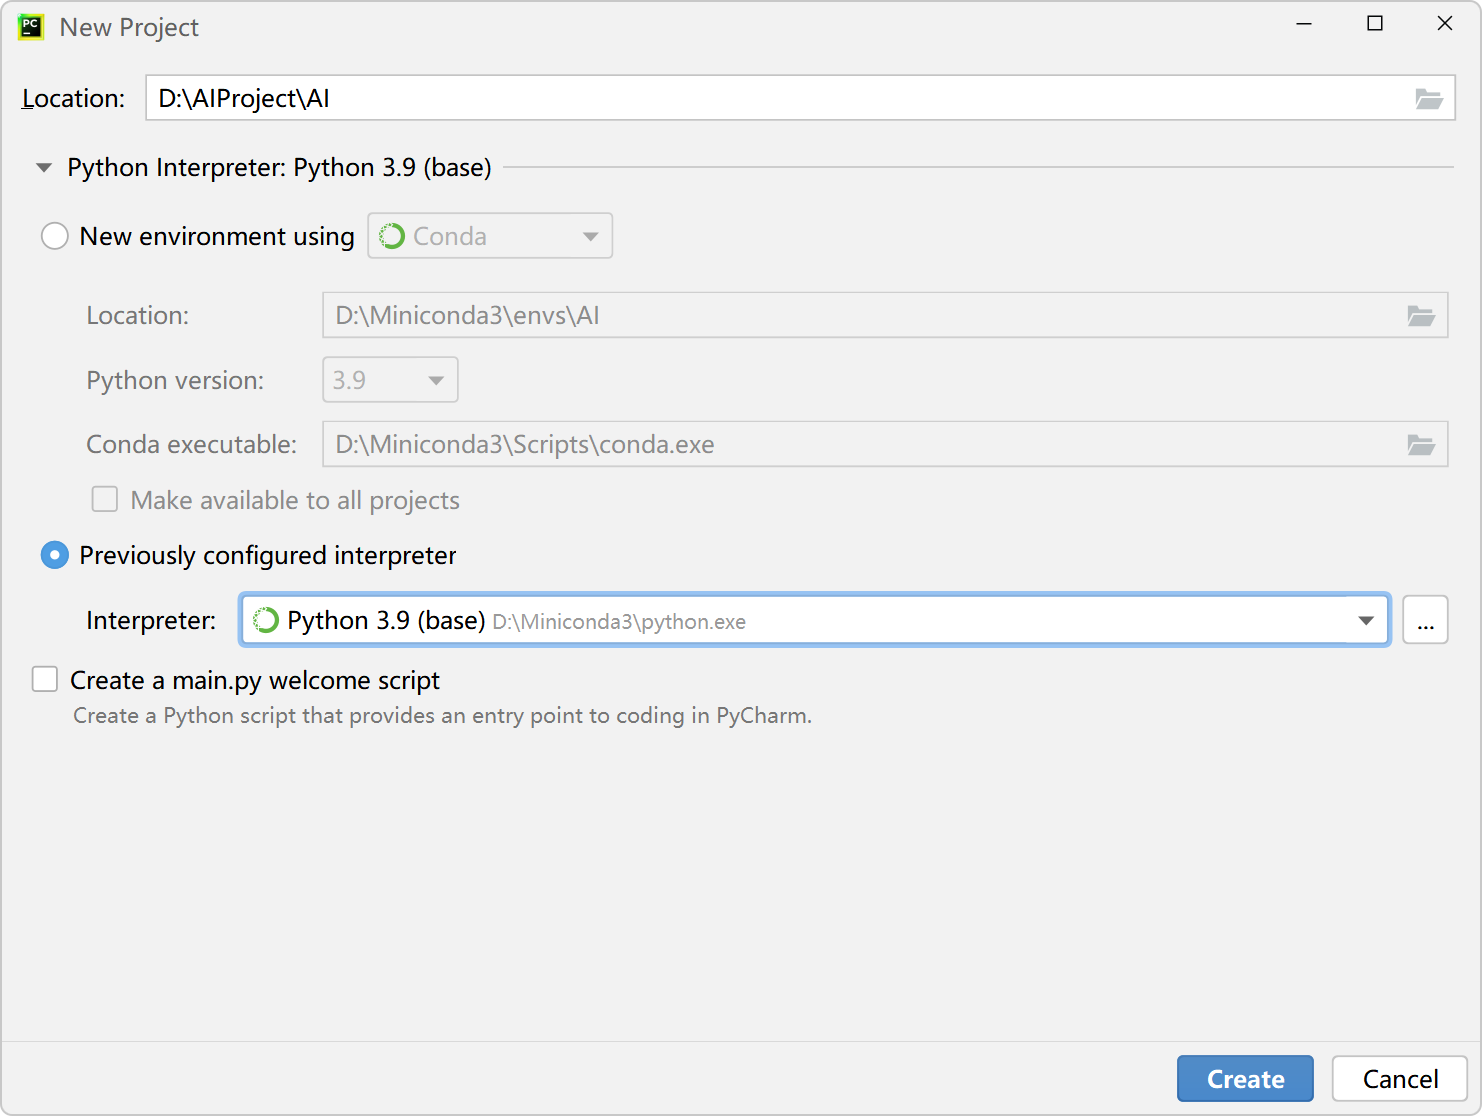 PC New Project
Location: D:\AIProject\AI
Python Interpreter: Python 3.9 (base)
New environment using Conda
Location: D:\Miniconda3\envs\AI
Python version: 3.9
Conda executable: D:\Miniconda3\Scripts\conda.exe
Make available to all projects
Previously configured interpreter
Interpreter: Python 3.9 (base) D:\Miniconda3\python.exe ...
Create a main.py welcome script
Create a Python script that provides an entry point to coding in PyCharm.
Create Cancel